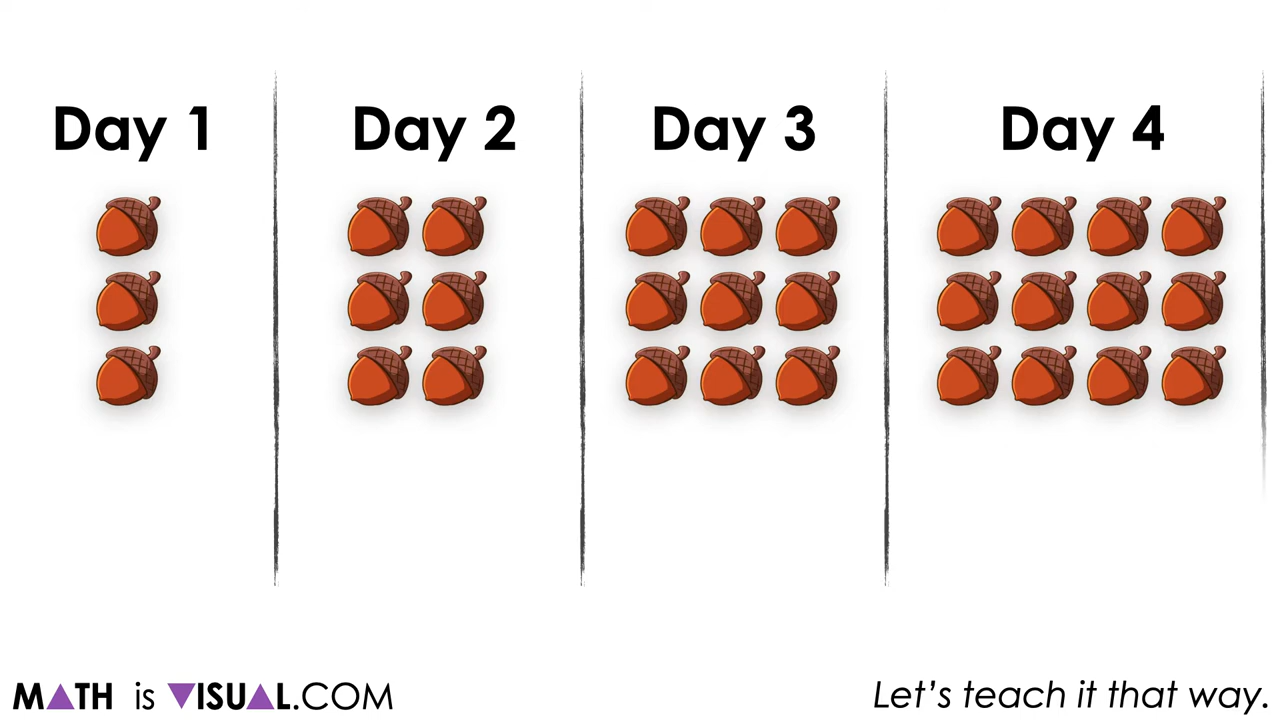 Day 1
Day 2
Day 3
Day 4
MATH is VISUAL.COM
Let's teach it that way.